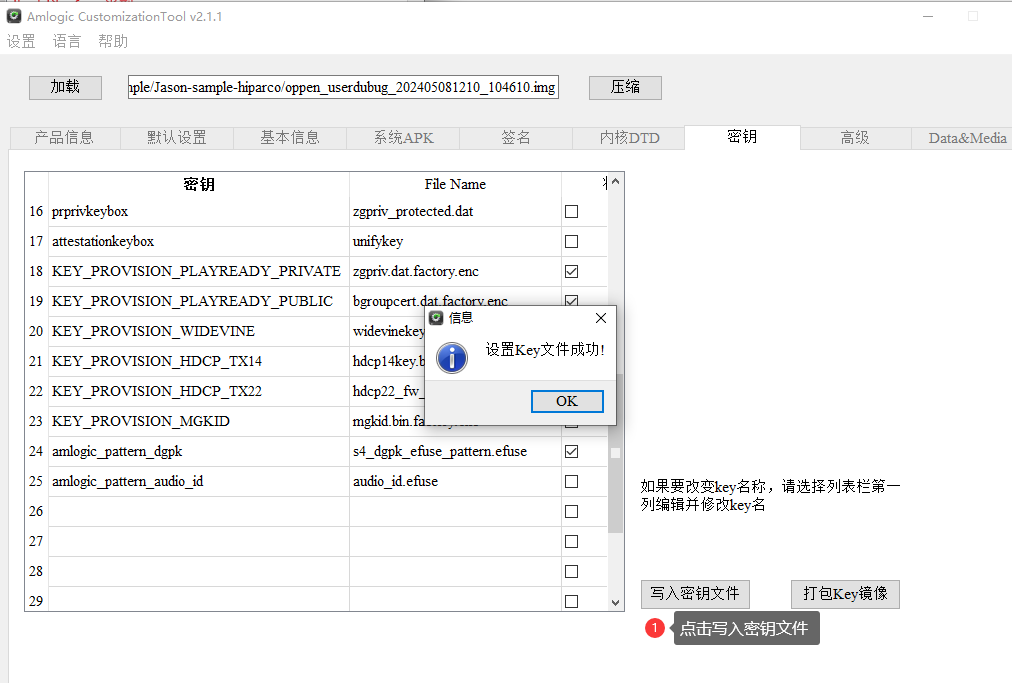 Amlogic CustomizationTool v2.1.1
设置 语言 帮助
加载 nple/Jason-sample-hiparco/oppen_userdubug_202405081210_104610.img 压缩
产品信息 默认设置 基本信息 系统APK 签名 内核DTD 密钥 高级 Data&Media
密钥 File Name
16 prprivkeybox zgpriv_protected.dat
17 attestationkeybox unifykey
18 KEY_PROVISION_PLAYREADY_PRIVATE zgpriv.dat.factory.enc
19 KEY_PROVISION_PLAYREADY_PUBLIC bgroupcert.dat.factory.enc
20 KEY_PROVISION_WIDEVINE widevinekey
21 KEY_PROVISION_HDCP_TX14 hdcp14key.b
22 KEY_PROVISION_HDCP_TX22 hdcp22_fw_
23 KEY_PROVISION_MGKID mgkid.bin.factory.enc
24 amlogic_pattern_dgpk s4_dgpk_efuse_pattern.efuse
25 amlogic_pattern_audio_id audio_id.efuse
26
27
28
29
信息
设置Key文件成功!
OK
如果要改变key名称，请选择列表栏第一
列编辑并修改key名
写入密钥文件 打包Key镜像
1 点击写入密钥文件